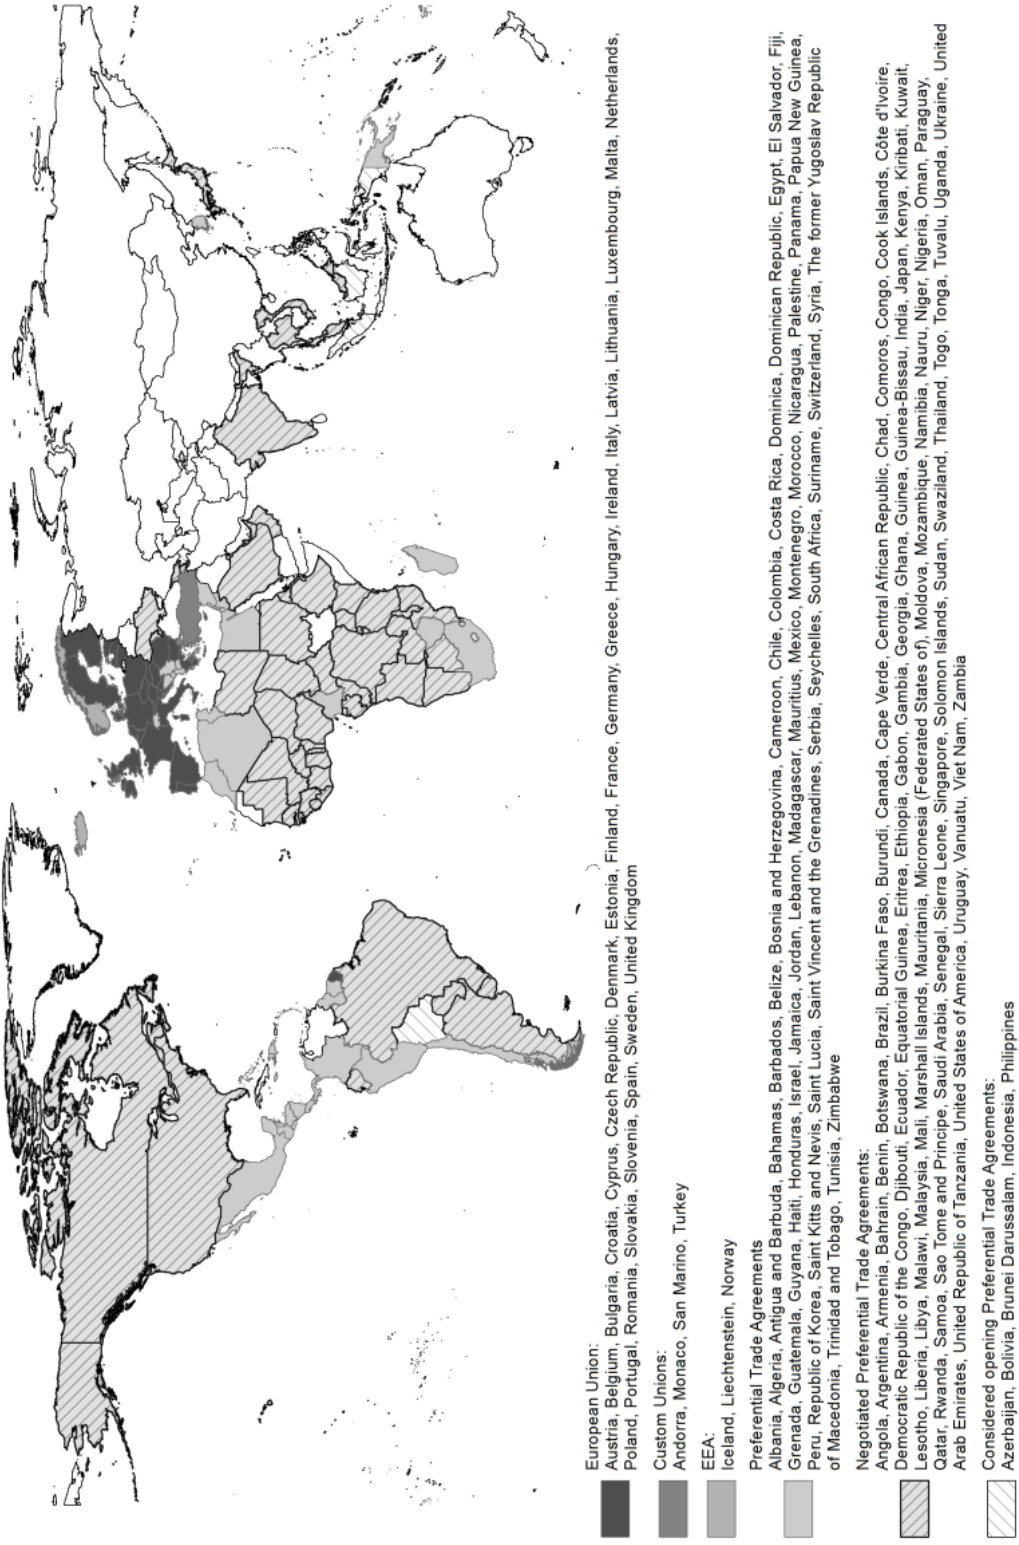 European Union:
Austria, Belgium, Bulgaria, Croatia, Cyprus, Czech Republic, Denmark, Estonia, Finland, France, Germany, Greece, Hungary, Ireland, Italy, Latvia, Lithuania, Luxembourg, Malta, Netherlands,
Poland, Portugal, Romania, Slovakia, Slovenia, Spain, Sweden, United Kingdom
Custom Unions:
Andorra, Monaco, San Marino, Turkey
EEA:
Iceland, Liechtenstein, Norway
Preferential Trade Agreements
Albania, Algeria, Antigua and Barbuda, Bahamas, Barbados, Belize, Bosnia and Herzegovina, Cameroon, Chile, Colombia, Costa Rica, Dominica, Dominican Republic, Egypt, El Salvador, Fiji,
Grenada, Guatemala, Guyana, Haiti, Honduras, Israel, Jamaica, Jordan, Lebanon, Madagascar, Mauritius, Mexico, Montenegro, Morocco, Nicaragua, Palestine, Panama, Papua New Guinea,
Peru, Republic of Korea, Saint Kitts and Nevis, Saint Lucia, Saint Vincent and the Grenadines, Serbia, Seychelles, South Africa, Suriname, Switzerland, Syria, The former Yugoslav Republic
of Macedonia, Trinidad and Tobago, Tunisia, Zimbabwe
Negotiated Preferential Trade Agreements:
Angola, Argentina, Armenia, Bahrain, Benin, Botswana, Brazil, Burkina Faso, Burundi, Canada, Cape Verde, Central African Republic, Chad, Comoros, Congo, Cook Islands, Côte d'Ivoire,
Democratic Republic of the Congo, Djibouti, Ecuador, Equatorial Guinea, Eritrea, Ethiopia, Gabon, Gambia, Georgia, Ghana, Guinea, Guinea-Bissau, India, Japan, Kenya, Kiribati, Kuwait,
Lesotho, Liberia, Libya, Malawi, Malaysia, Mali, Marshall Islands, Mauritania, Micronesia (Federated States of), Moldova, Mozambique, Namibia, Nauru, Niger, Nigeria, Oman, Paraguay,
Qatar, Rwanda, Samoa, Sao Tome and Principe, Saudi Arabia, Senegal, Sierra Leone, Singapore, Solomon Islands, Sudan, Swaziland, Thailand, Togo, Tonga, Tuvalu, Uganda, Ukraine, United
Arab Emirates, United Republic of Tanzania, United States of America, Uruguay, Vanuatu, Viet Nam, Zambia
Considered opening Preferential Trade Agreements:
Azerbaijan, Bolivia, Brunei Darussalam, Indonesia, Philippines